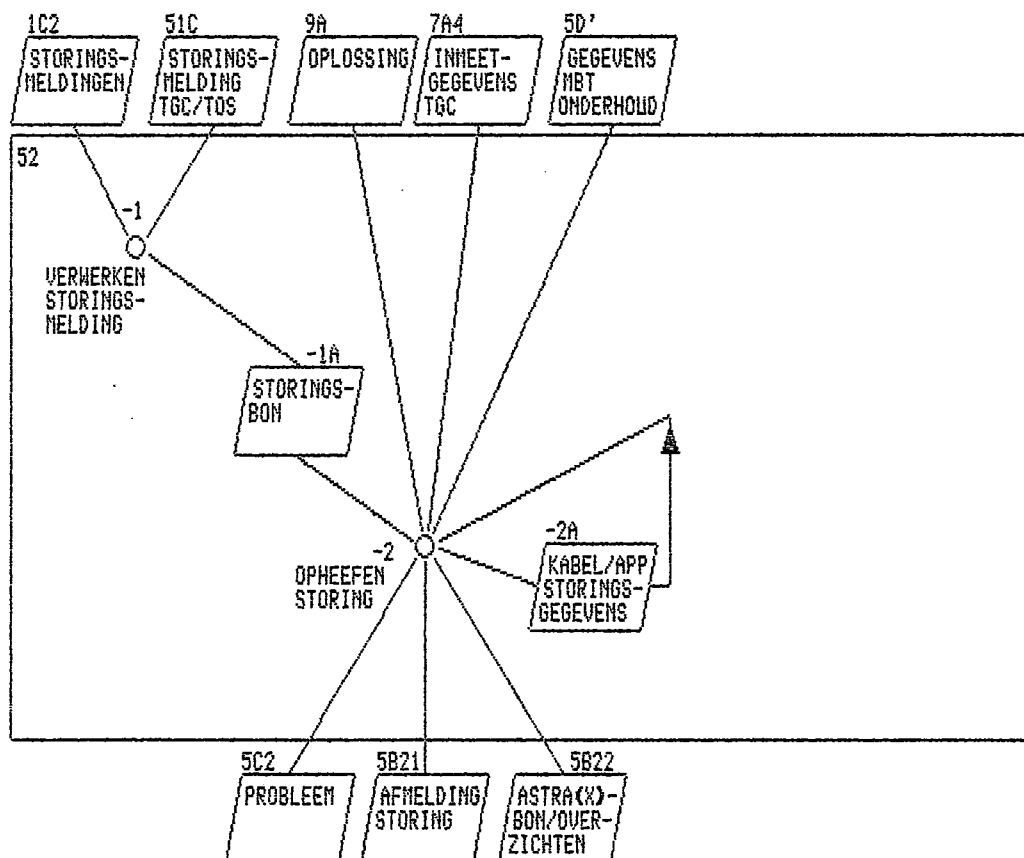 1C2
STORINGS-
MELDINGEN
51C
STORINGS-
MELDING
TGC/TOS
9A
OPLOSSING
7A4
INMEET-
GEGEVENS
TGC
5D'
GEGEVENS
MBT
ONDERHOUD
52
-1
VERWERKEN
STORINGS-
MELDING
-1A
STORINGS-
BON
-2
OPHEEFEN
STORING
-2A
KABEL/APP
STORINGS-
GEGEVENS
5C2
PROBLEEM
5B21
AFMELDING
STORING
5B22
ASTRA(X)-
BON/OVER-
ZICHTEN